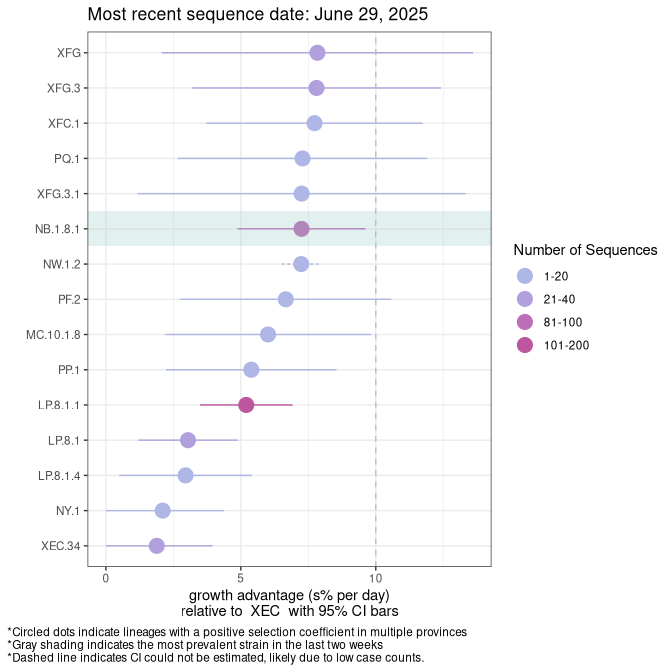 Most recent sequence date: June 29, 2025
XFG
XFG.3
XFC.1
PQ.1
XFG.3.1
NB.1.8.1
NW.1.2
PF.2
MC.10.1.8
PP.1
LP.8.1.1
LP.8.1
LP.8.1.4
NY.1
XEC.34
0 5 10
growth advantage (s% per day)
relative to XEC with 95% CI bars
Number of Sequences
1-20
21-40
81-100
101-200
*Circled dots indicate lineages with a positive selection coefficient in multiple provinces
*Gray shading indicates the most prevalent strain in the last two weeks
*Dashed line indicates CI could not be estimated, likely due to low case counts.